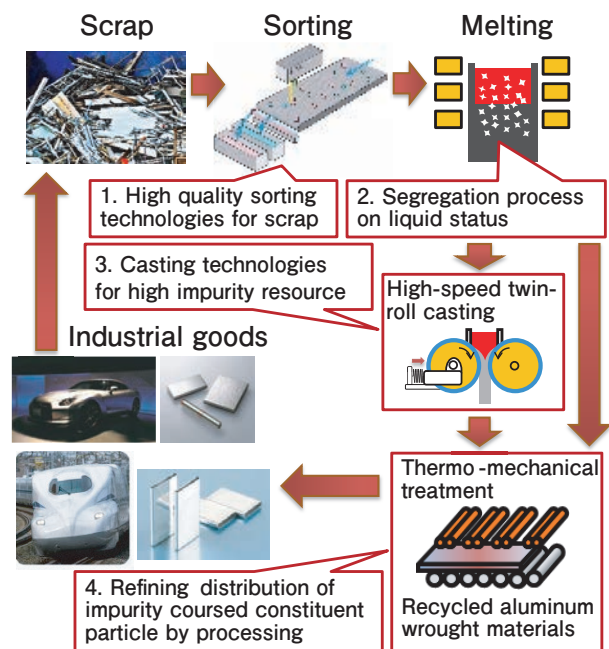 Scrap
Sorting
Melting
1. High quality sorting
technologies for scrap
2. Segregation process
on liquid status
3. Casting technologies
for high impurity resource
High-speed twin-
roll casting
Industrial goods
Thermo-mechanical
treatment
Recycled aluminum
wrought materials
4. Refining distribution of
impurity coursed constituent
particle by processing